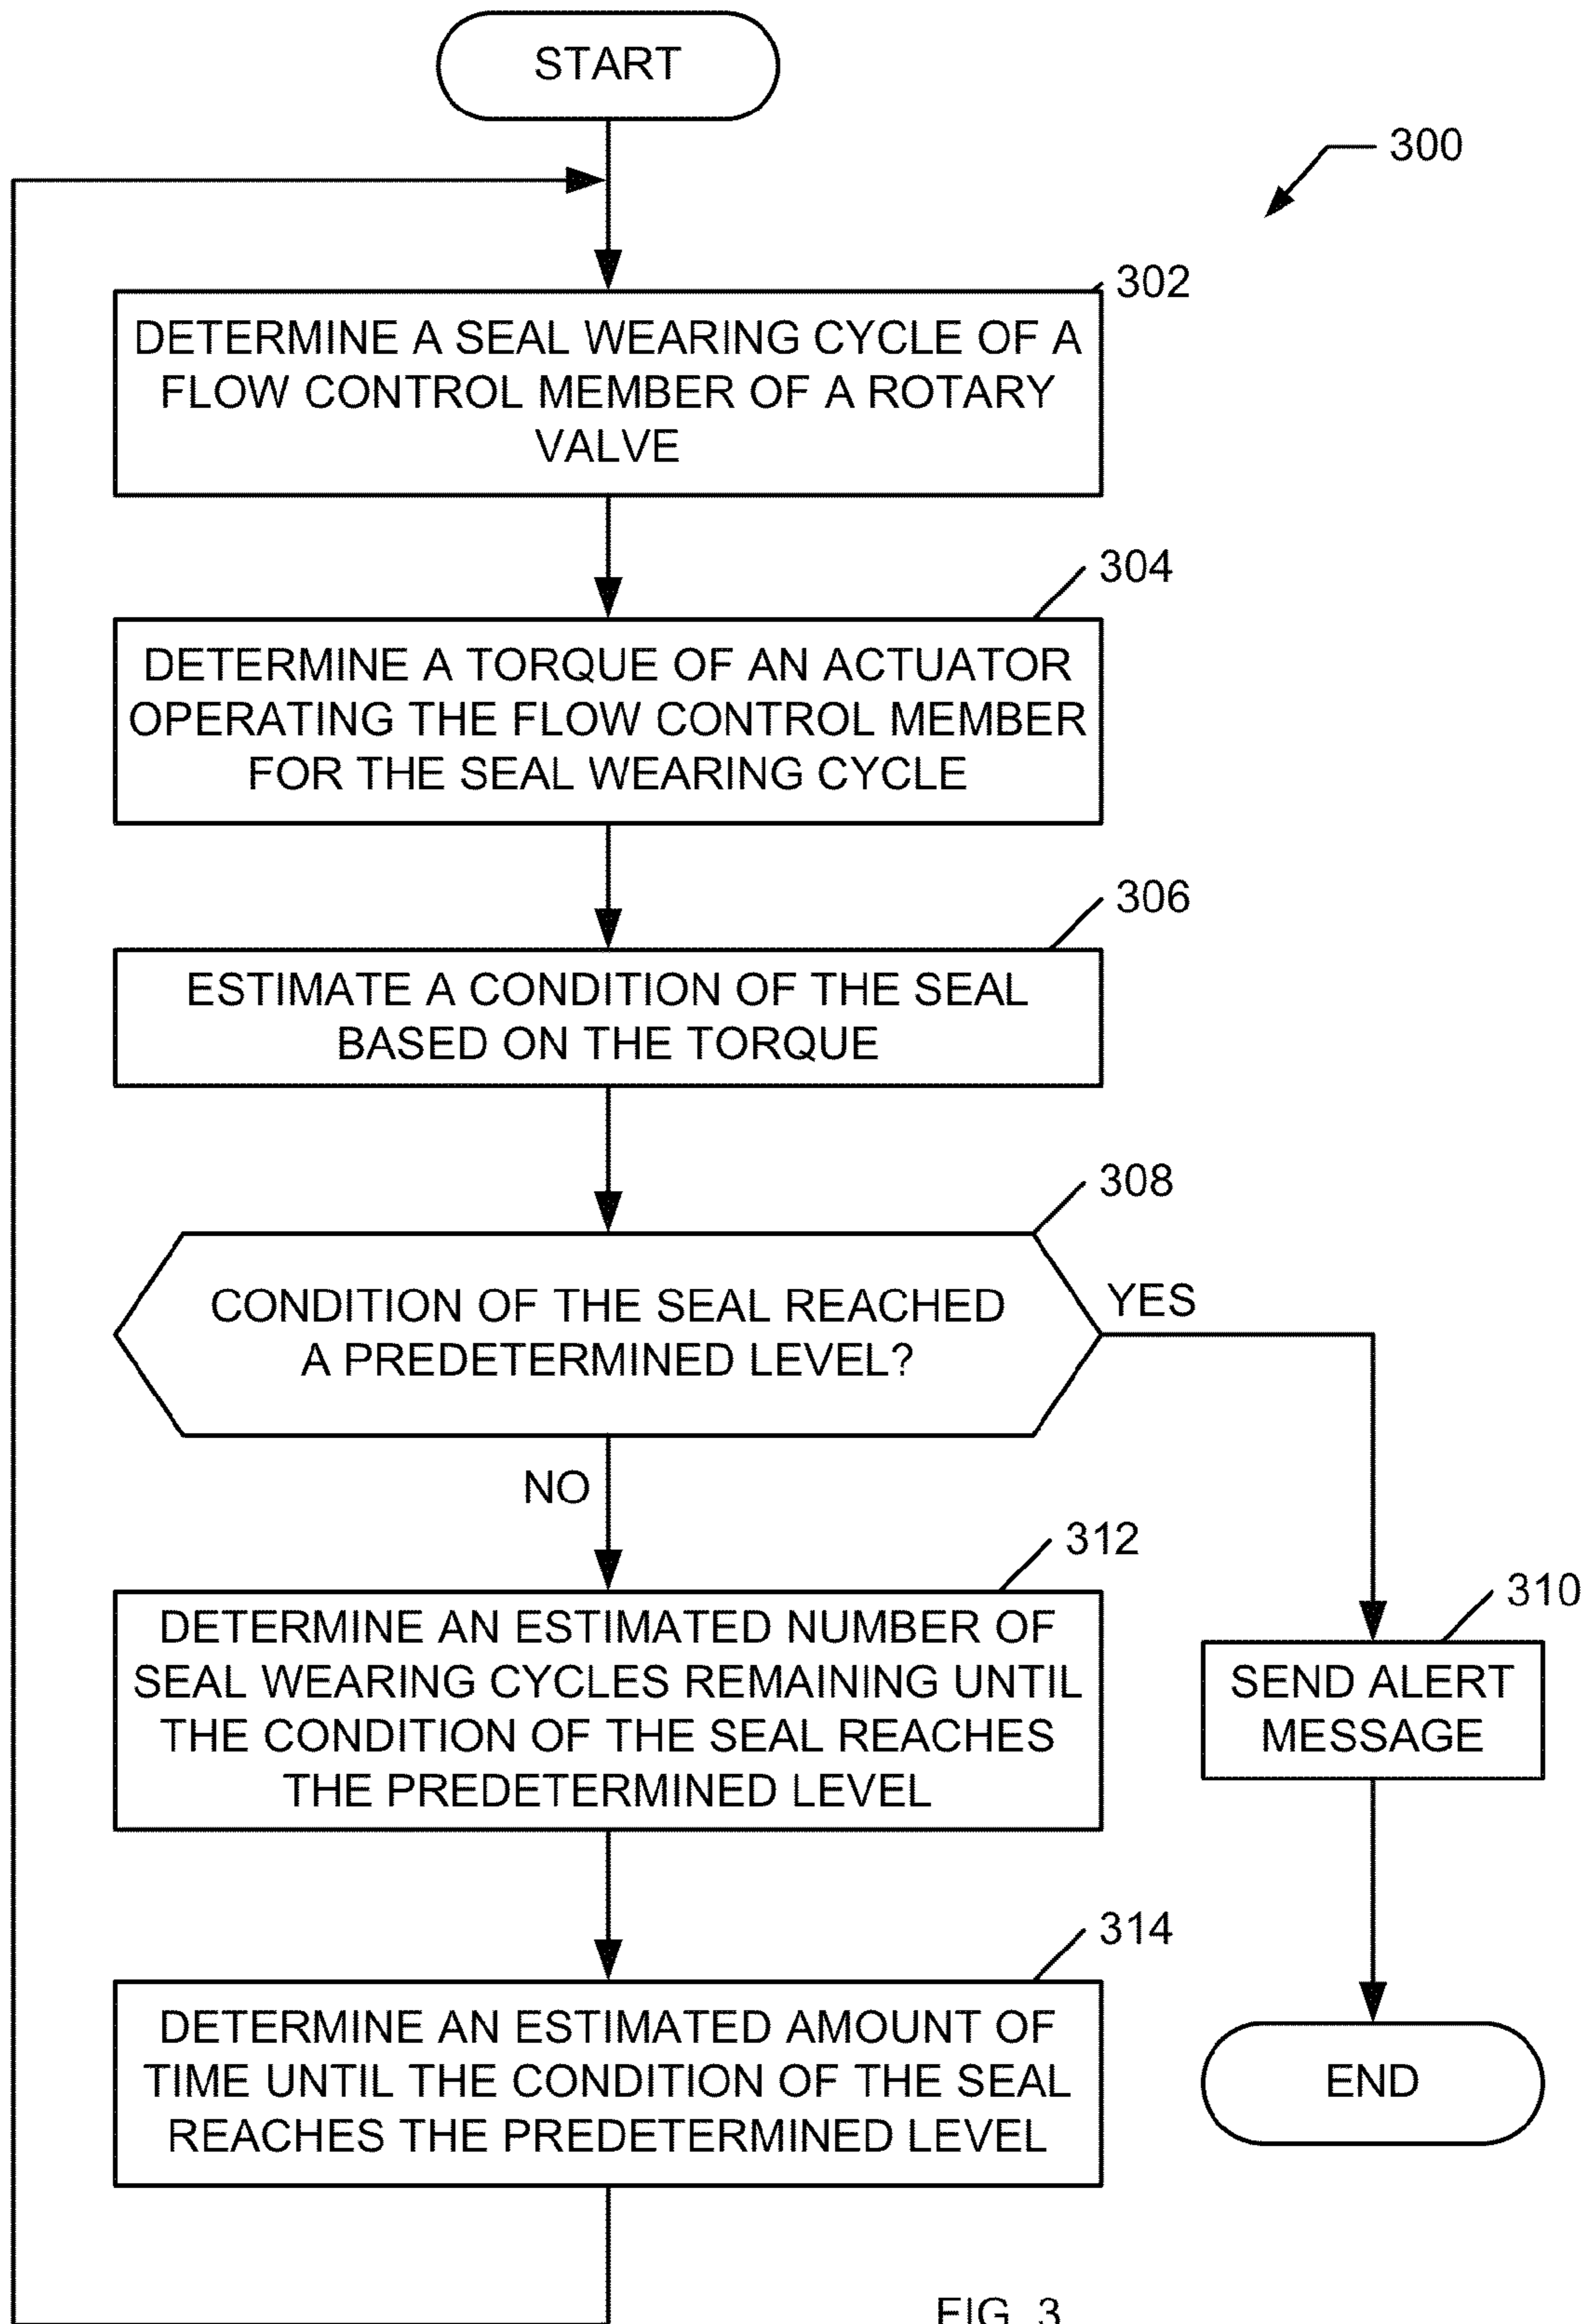 START
300
302
DETERMINE A SEAL WEARING CYCLE OF A
FLOW CONTROL MEMBER OF A ROTARY
VALVE
304
DETERMINE A TORQUE OF AN ACTUATOR
OPERATING THE FLOW CONTROL MEMBER
FOR THE SEAL WEARING CYCLE
306
ESTIMATE A CONDITION OF THE SEAL
BASED ON THE TORQUE
308
CONDITION OF THE SEAL REACHED
A PREDETERMINED LEVEL?
YES
NO
312
DETERMINE AN ESTIMATED NUMBER OF
SEAL WEARING CYCLES REMAINING UNTIL
THE CONDITION OF THE SEAL REACHES
THE PREDETERMINED LEVEL
310
SEND ALERT
MESSAGE
314
DETERMINE AN ESTIMATED AMOUNT OF
TIME UNTIL THE CONDITION OF THE SEAL
REACHES THE PREDETERMINED LEVEL
END
FIG. 3